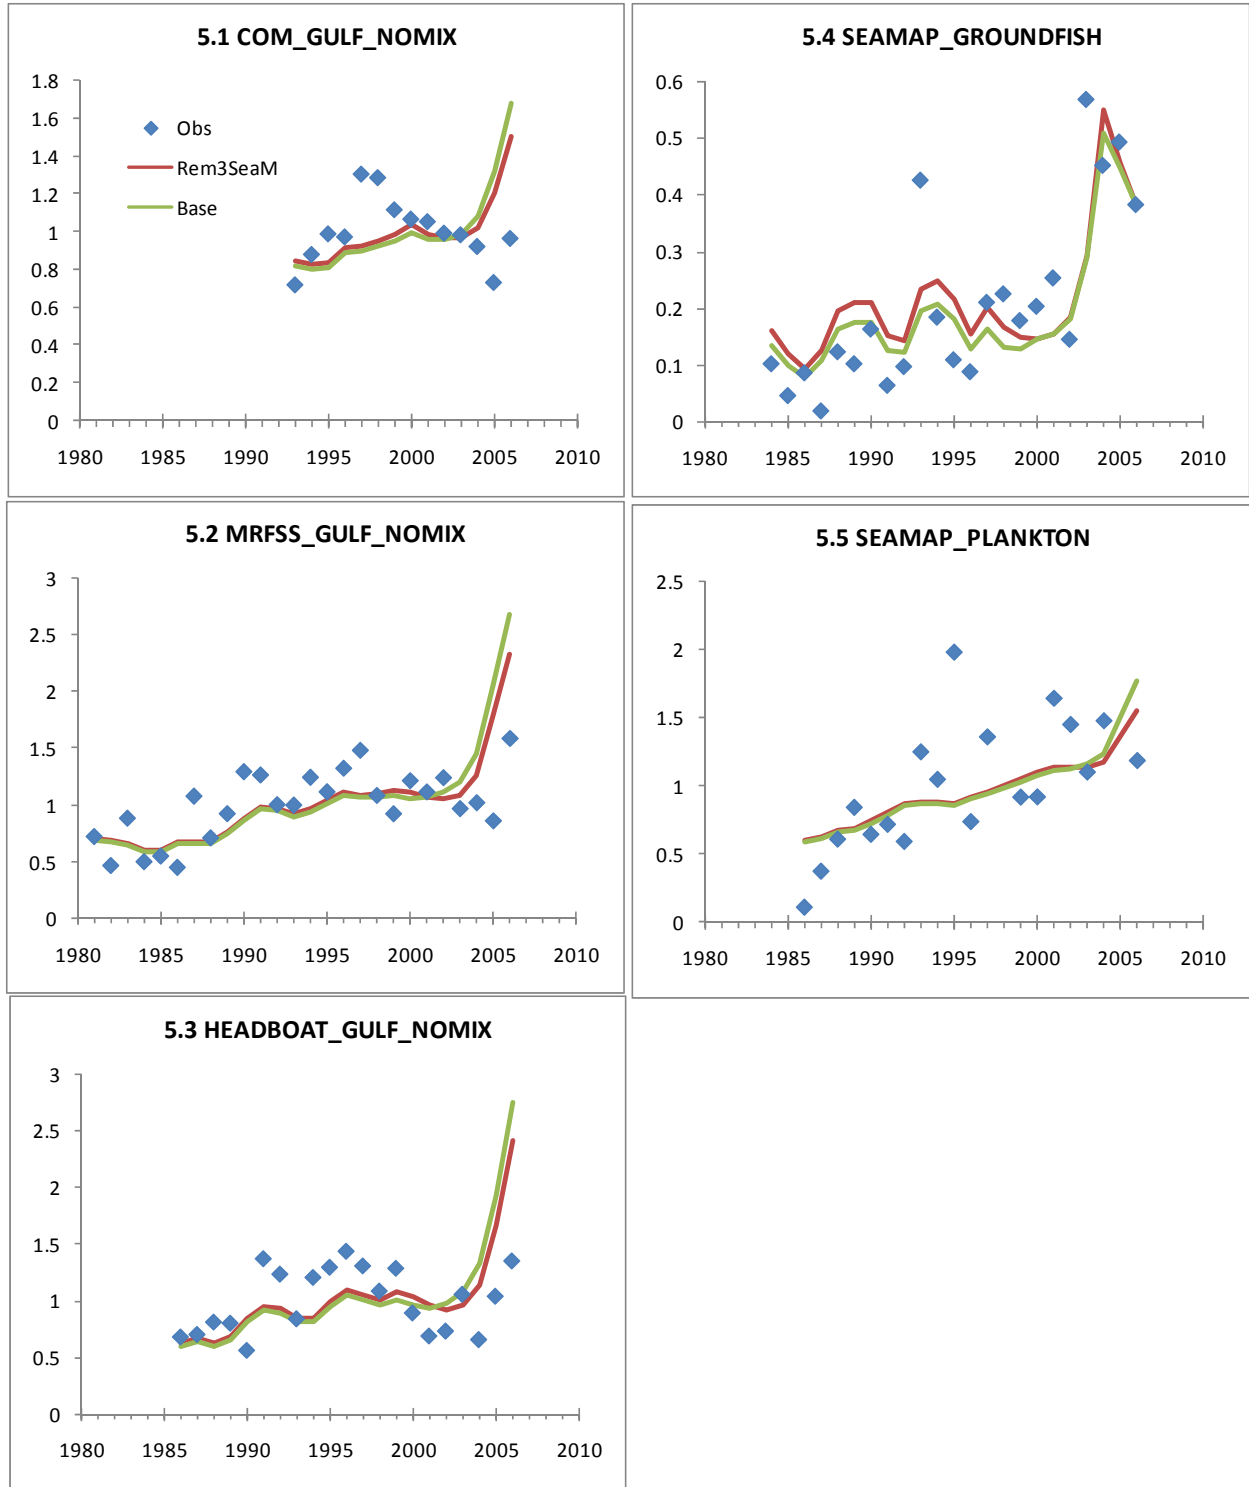 5.1 COM_GULF_NOMIX
1.8
1.6
1.4
1.2
1
0.8
0.6
0.4
0.2
0
Obs
Rem3SeaM
Base
1980 1985 1990 1995 2000 2005 2010
5.4 SEAMAP_GROUNDFISH
0.6
0.5
0.4
0.3
0.2
0.1
0
1980 1985 1990 1995 2000 2005 2010
5.2 MRFSS_GULF_NOMIX
3
2.5
2
1.5
1
0.5
0
1980 1985 1990 1995 2000 2005 2010
5.5 SEAMAP_PLANKTON
2.5
2
1.5
1
0.5
0
1980 1985 1990 1995 2000 2005 2010
5.3 HEADBOAT_GULF_NOMIX
3
2.5
2
1.5
1
0.5
0
1980 1985 1990 1995 2000 2005 2010